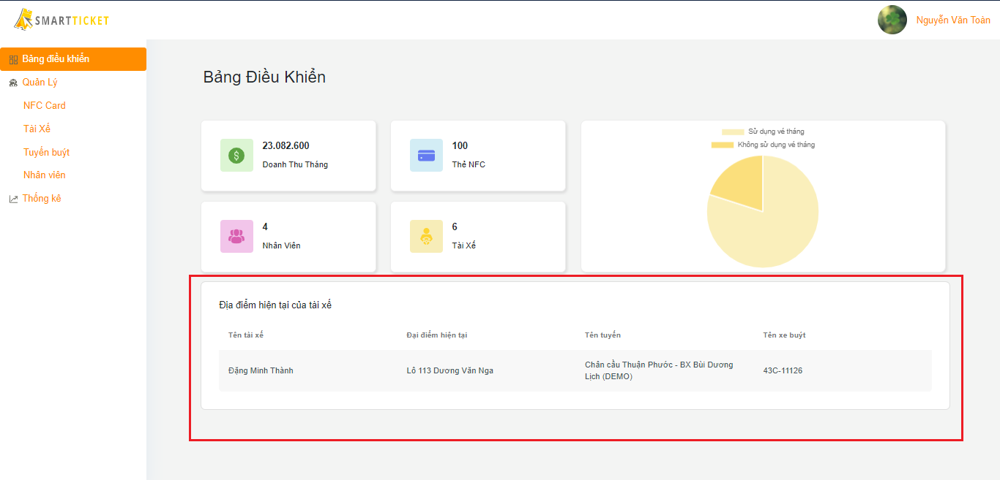 SMARTTICKET
Nguyễn Văn Toàn
Bảng điều khiển
Quản Lý
NFC Card
Tài Xế
Tuyến buýt
Nhân viên
Thống kê
Bảng Điều Khiển
23.082.600
Doanh Thu Tháng
100
Thẻ NFC
4
Nhân Viên
6
Tài Xế
Sử dụng vé tháng
Không sử dụng vé tháng
Địa điểm hiện tại của tài xế
Tên tài xế
Đại điểm hiện tại
Tên tuyến
Tên xe buýt
Đặng Minh Thành
Lô 113 Dương Văn Nga
Chân cầu Thuận Phước - BX Bùi Dương
Lịch (DEMO)
43C-11126